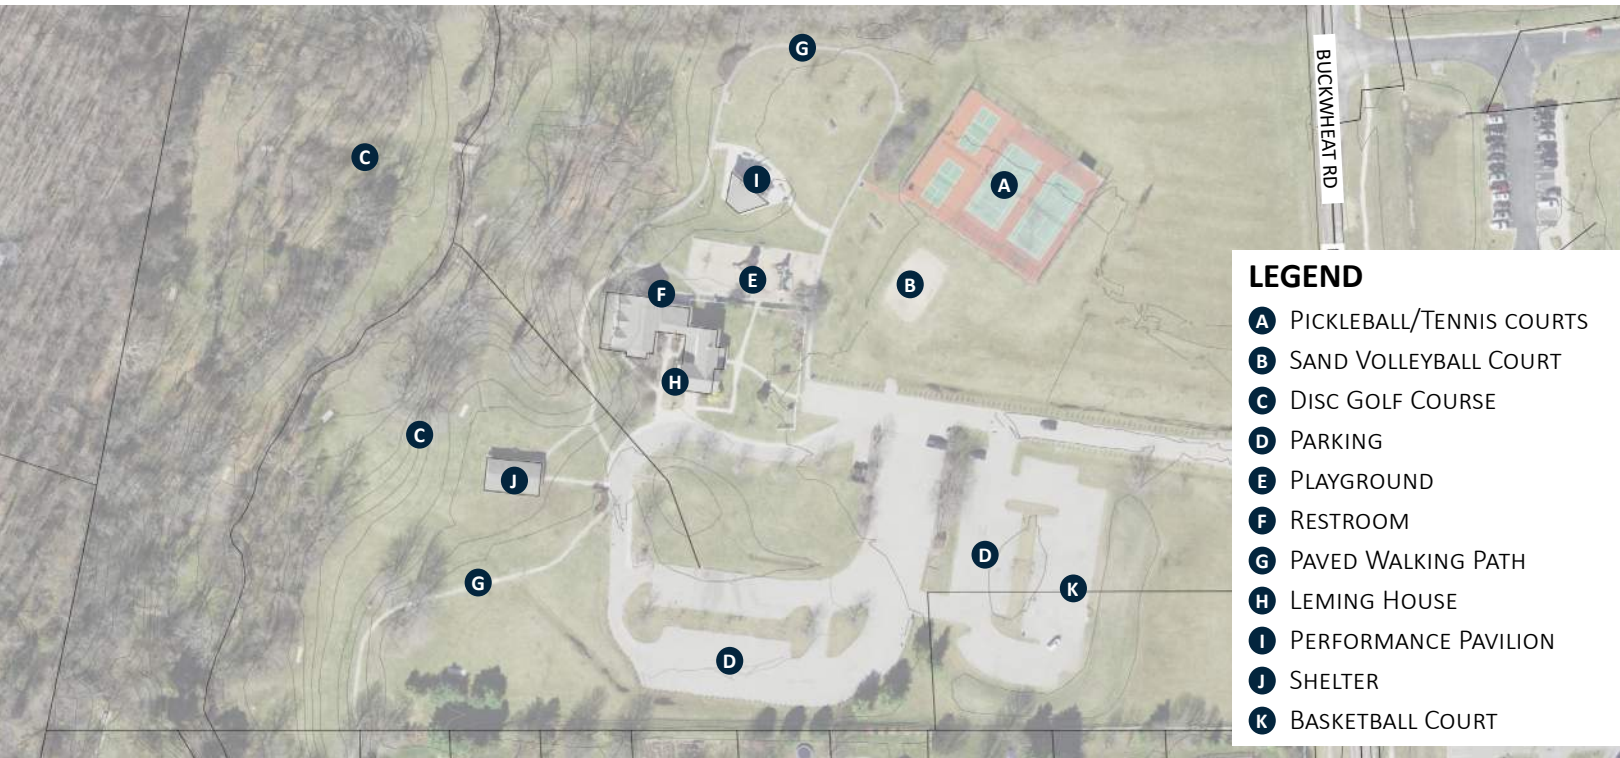 G
BUCKWHEAT RD
C
I
A
E
B
F
H
C
J
D
G
K
D
LEGEND
A PICKLEBALL/TENNIS COURTS
B SAND VOLLEYBALL COURT
C DISC GOLF COURSE
D PARKING
E PLAYGROUND
F RESTROOM
G PAVED WALKING PATH
H LEMING HOUSE
I PERFORMANCE PAVILION
J SHELTER
K BASKETBALL COURT